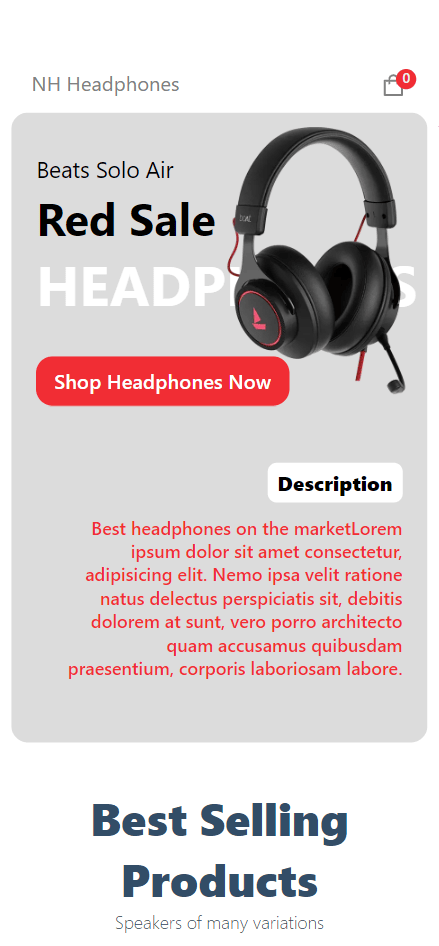 NH Headphones
0
Beats Solo Air
Red Sale
HEADP S
Shop Headphones Now
Description
Best headphones on the marketLorem
ipsum dolor sit amet consectetur,
adipisicing elit. Nemo ipsa velit ratione
natus delectus perspiciatis sit, debitis
dolorem at sunt, vero porro architecto
quam accusamus quibusdam
praesentium, corporis laboriosam labore.
Best Selling
Products
Speakers of many variations